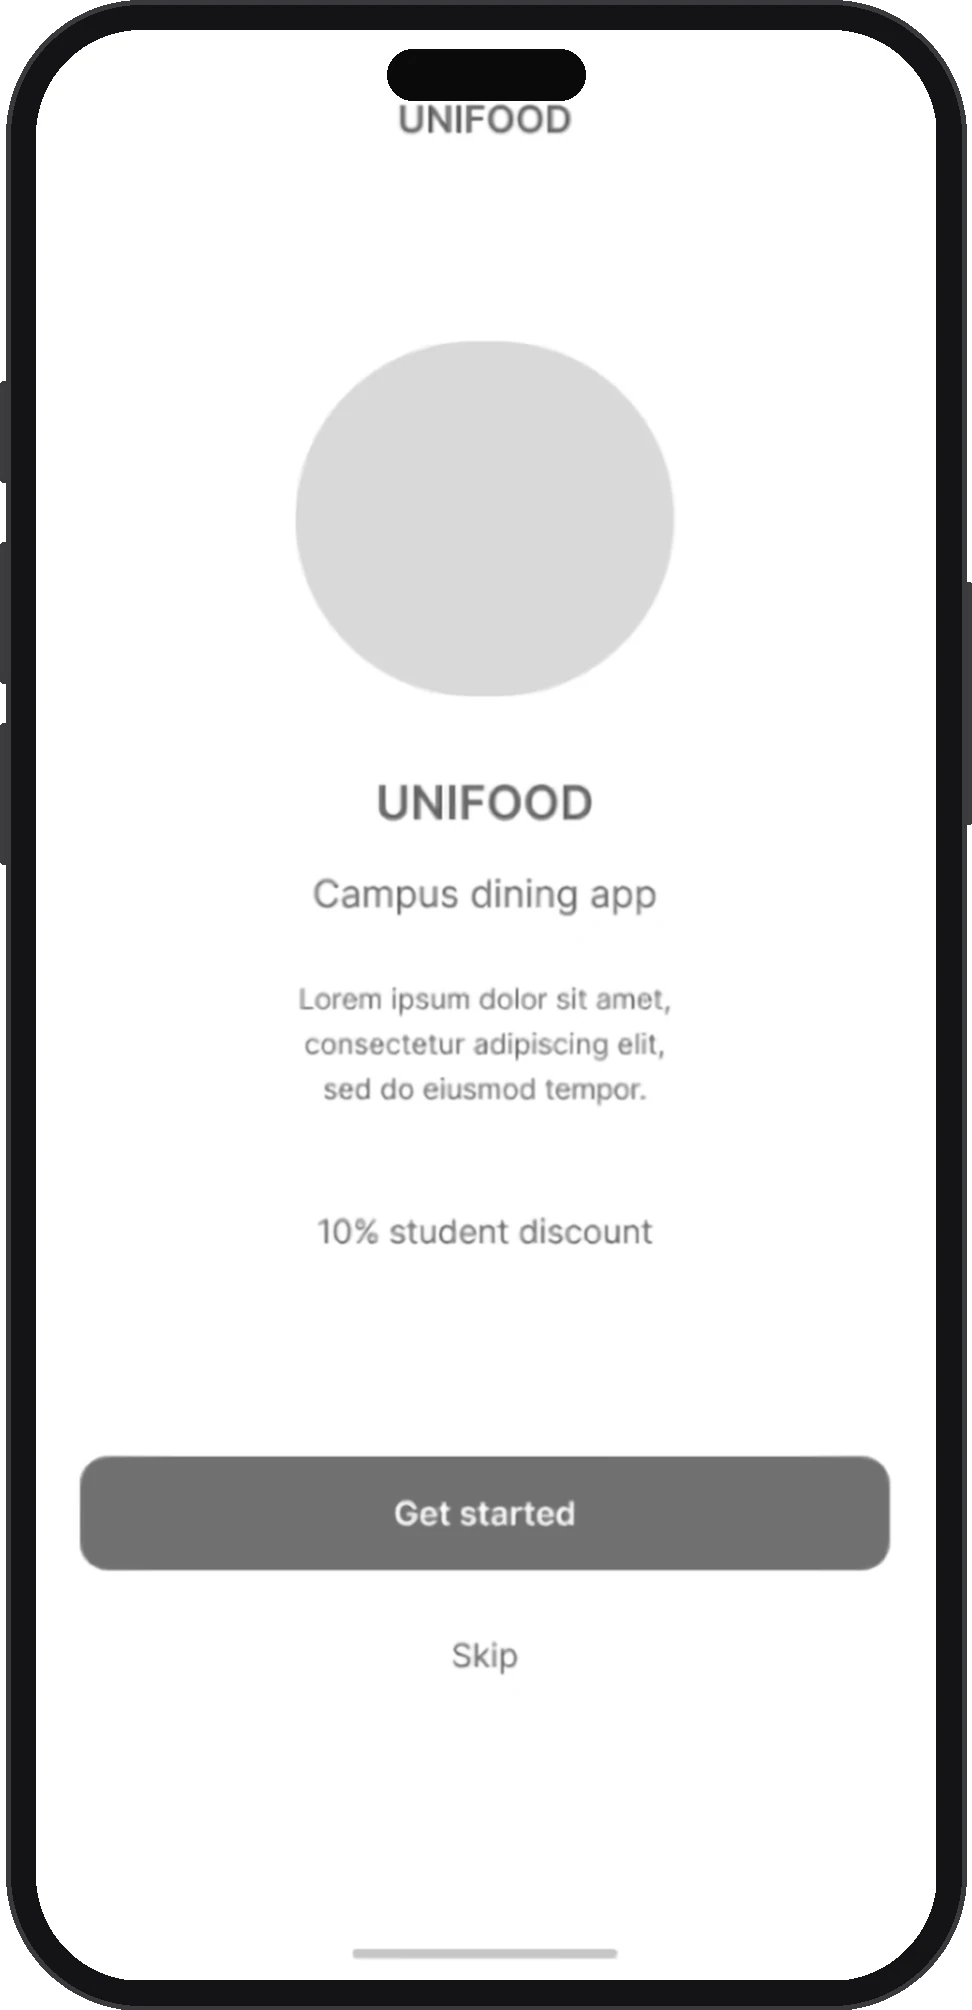 UNIFOOD
UNIFOOD
Campus dining app
Lorem ipsum dolor sit amet,
consectetur adipiscing elit,
sed do eiusmod tempor.
10% student discount
Get started
Skip